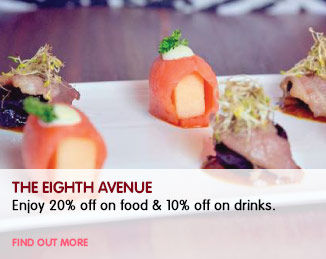 THE EIGHTH AVENUE
Enjoy 20% off on food & 10% off on drinks.
FIND OUT MORE